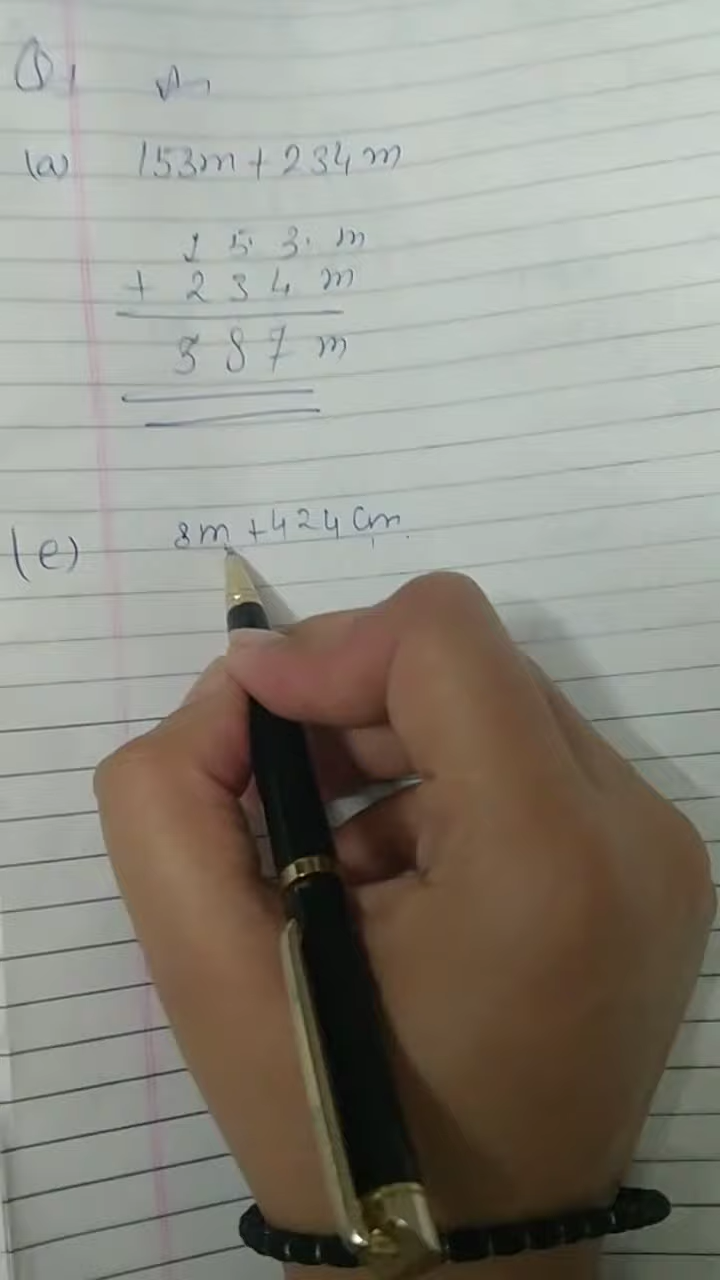 Q1
(a) 153m + 234m
1 5 3 m
+ 2 3 4 m
3 8 7 m
(e) 8m + 424 Cm